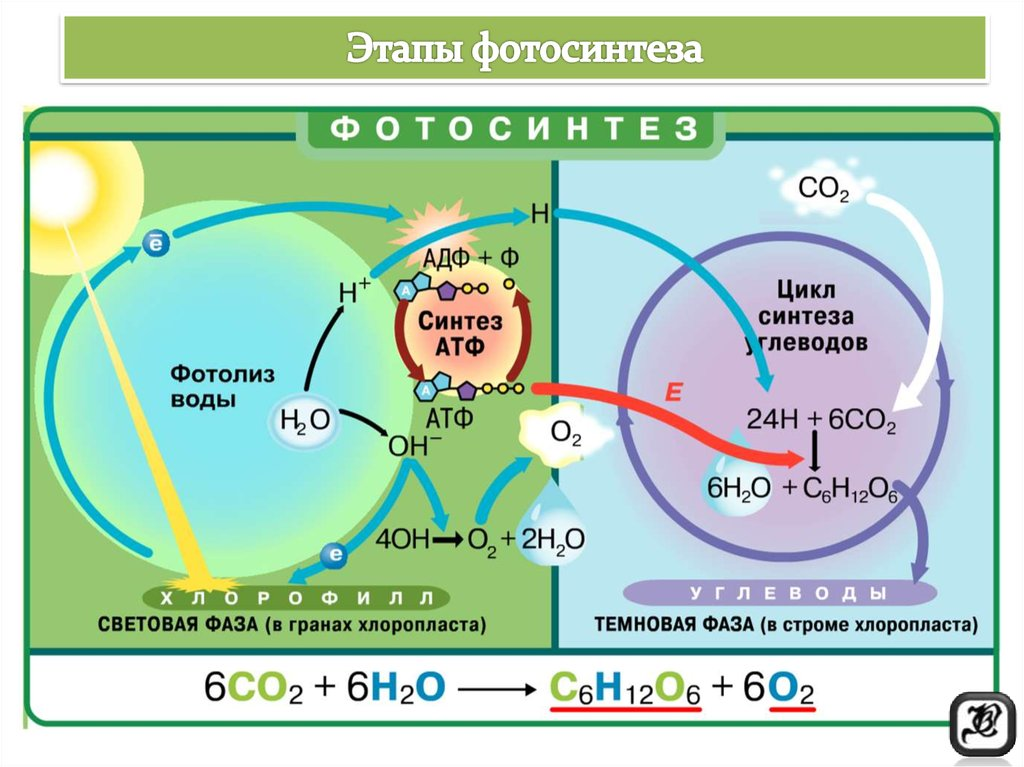 Этапы фотосинтеза
ФОТОСИНТЕЗ
CO₂
ē
H
АДФ + Ф
H⁺
А
Синтез
АТФ
Цикл
синтеза
углеводов
Фотолиз
воды
H₂O
А
АТФ
OH⁻
O₂
E
24H + 6CO₂
6H₂O + C₆H₁₂O₆
4OH → O₂ + 2H₂O
e
ХЛОРОФИЛЛ
УГЛЕВОДЫ
СВЕТОВАЯ ФАЗА (в гранах хлоропласта)
ТЕМНОВАЯ ФАЗА (в строме хлоропласта)
6CO₂ + 6H₂O → C₆H₁₂O₆ + 6O₂